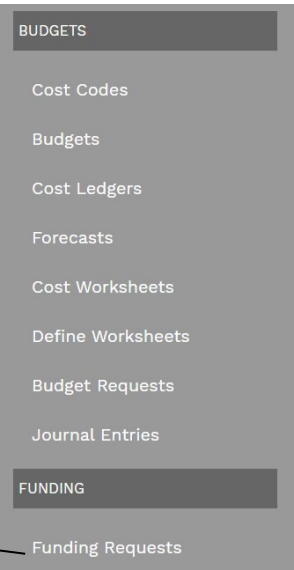 BUDGETS
Cost Codes
Budgets
Cost Ledgers
Forecasts
Cost Worksheets
Define Worksheets
Budget Requests
Journal Entries
FUNDING
Funding Requests